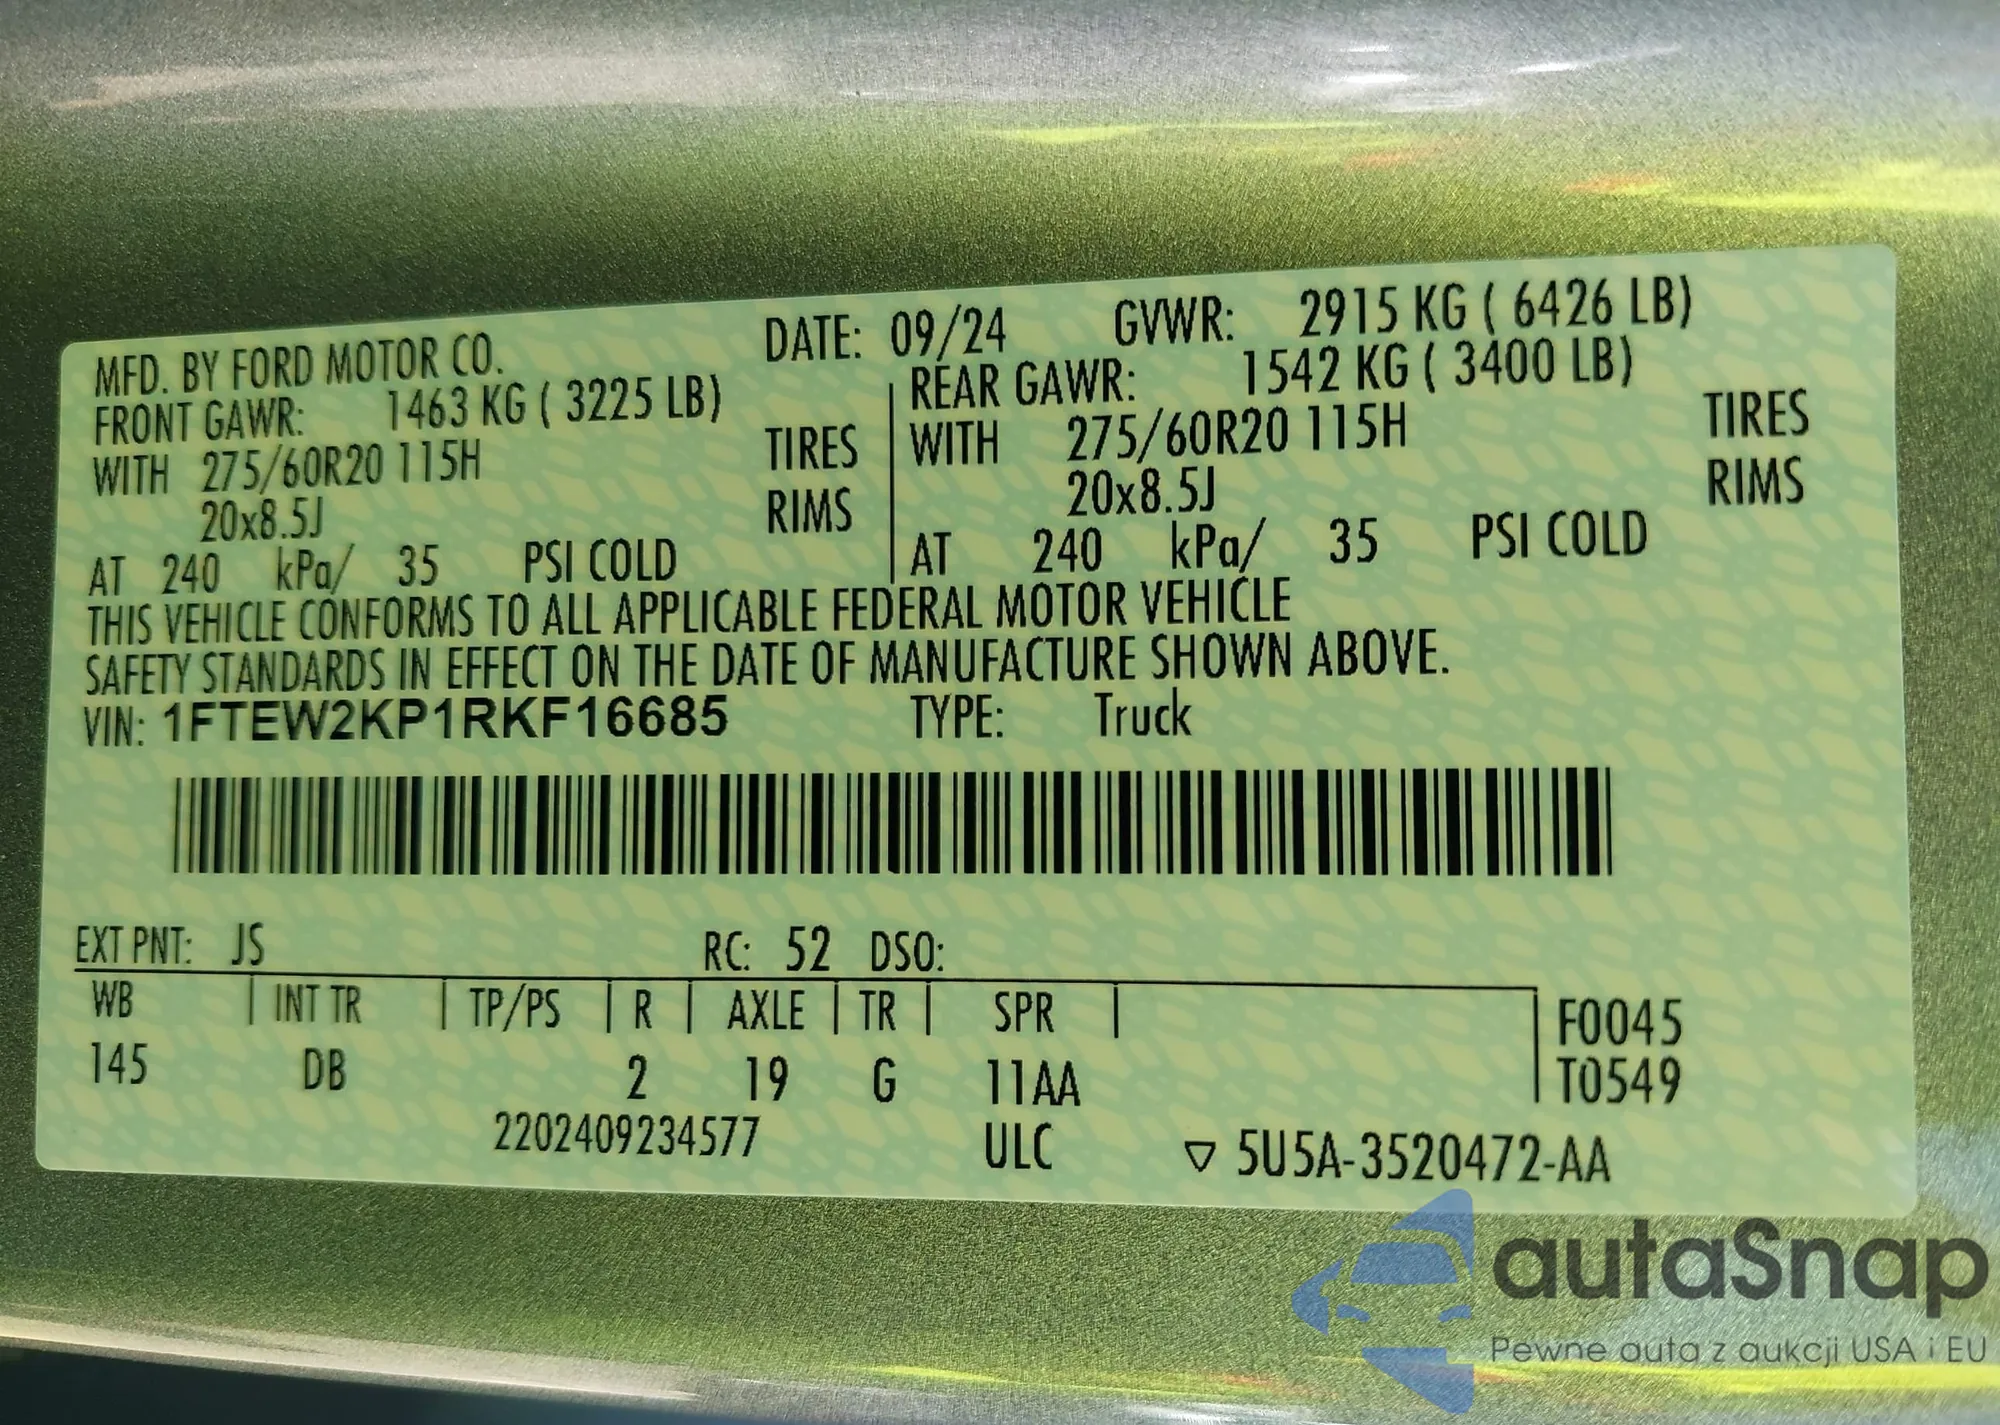 MFD. BY FORD MOTOR CO. DATE: 09/24 GVWR: 2915 KG ( 6426 LB)
FRONT GAWR: 1463 KG ( 3225 LB) REAR GAWR: 1542 KG ( 3400 LB)
WITH 275/60R20 115H TIRES WITH 275/60R20 115H TIRES
20x8.5J RIMS 20x8.5J RIMS
AT 240 kPa/ 35 PSI COLD AT 240 kPa/ 35 PSI COLD
THIS VEHICLE CONFORMS TO ALL APPLICABLE FEDERAL MOTOR VEHICLE
SAFETY STANDARDS IN EFFECT ON THE DATE OF MANUFACTURE SHOWN ABOVE.
VIN: 1FTEW2KP1RKF16685 TYPE: Truck
EXT PNT: JS RC: 52 DSO:
WB INT TR TP/PS R AXLE TR SPR F0045
145 DB 2 19 G 11AA T0549
2202409234577 ULC ▽ 5U5A-3520472-AA
autaSnap
Pewne auta z aukcji USA i EU